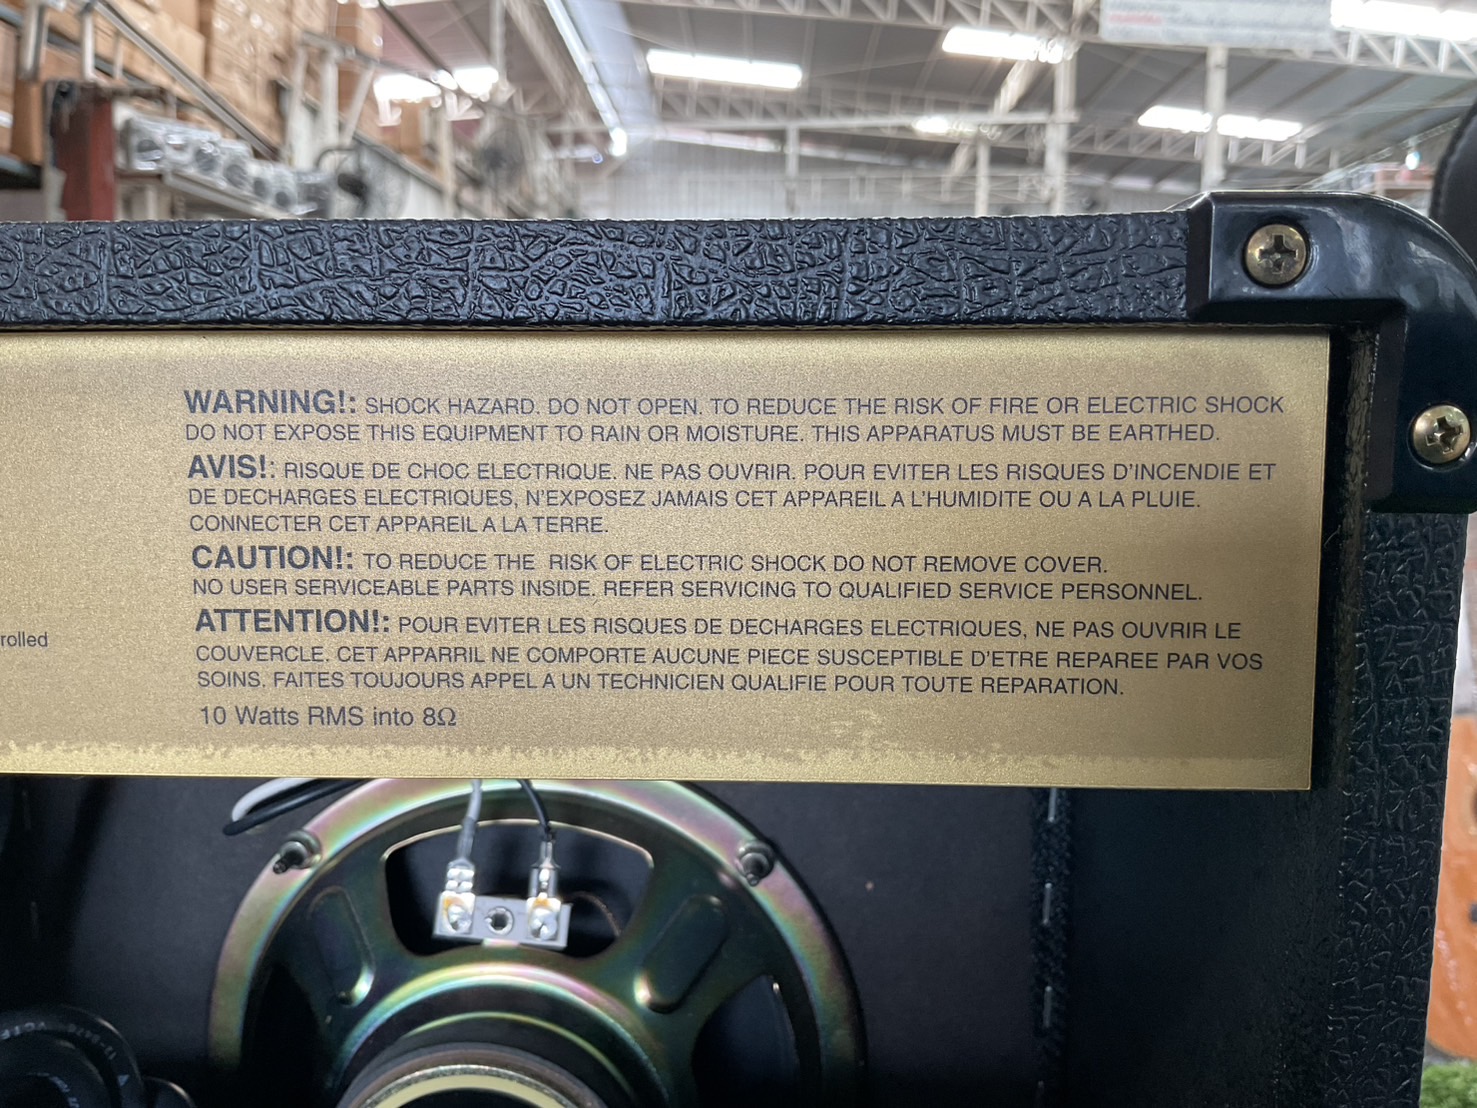 WARNING!: SHOCK HAZARD. DO NOT OPEN. TO REDUCE THE RISK OF FIRE OR ELECTRIC SHOCK
DO NOT EXPOSE THIS EQUIPMENT TO RAIN OR MOISTURE. THIS APPARATUS MUST BE EARTHED.
AVIS!: RISQUE DE CHOC ELECTRIQUE. NE PAS OUVRIR. POUR EVITER LES RISQUES D'INCENDIE ET
DE DECHARGES ELECTRIQUES, N'EXPOSEZ JAMAIS CET APPAREIL A L'HUMIDITE OU A LA PLUIE.
CONNECTER CET APPAREIL A LA TERRE.
CAUTION!: TO REDUCE THE RISK OF ELECTRIC SHOCK DO NOT REMOVE COVER.
NO USER SERVICEABLE PARTS INSIDE. REFER SERVICING TO QUALIFIED SERVICE PERSONNEL.
ATTENTION!: POUR EVITER LES RISQUES DE DECHARGES ELECTRIQUES, NE PAS OUVRIR LE
rolled
COUVERCLE. CET APPARRIL NE COMPORTE AUCUNE PIECE SUSCEPTIBLE D'ETRE REPAREE PAR VOS
SOINS. FAITES TOUJOURS APPEL A UN TECHNICIEN QUALIFIE POUR TOUTE REPARATION.
10 Watts RMS into 8Ω